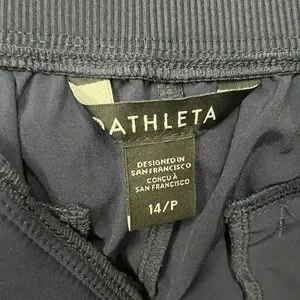 ATHLETA
DESIGNED IN
SAN FRANCISCO
CONÇU À
SAN FRANCISCO
14/P